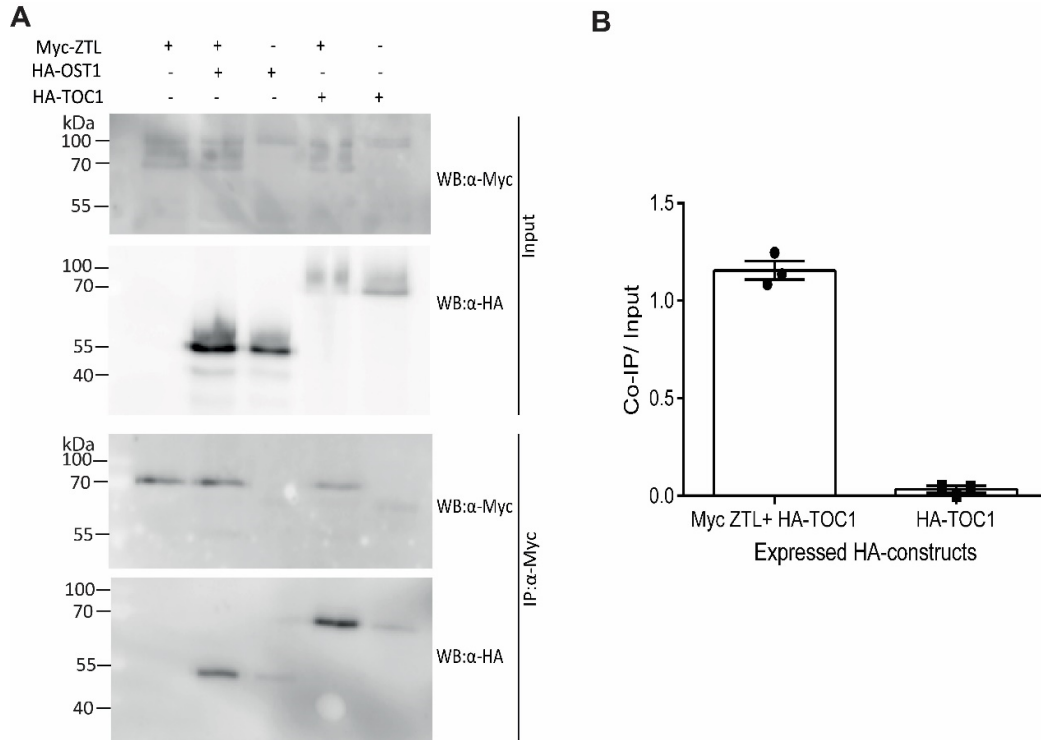 A
Myc-ZTL + + - + -
HA-OST1 - + + - -
HA-TOC1 - - - + +
kDa
100
70
55
WB:α-Myc
100
70
55
40
WB:α-HA
Input
kDa
100
70
55
WB:α-Myc
100
70
55
40
WB:α-HA
IP:α-Myc
B
1.5
1.0
0.5
0.0
Co-IP/ Input
Myc ZTL+ HA-TOC1 HA-TOC1
Expressed HA-constructs